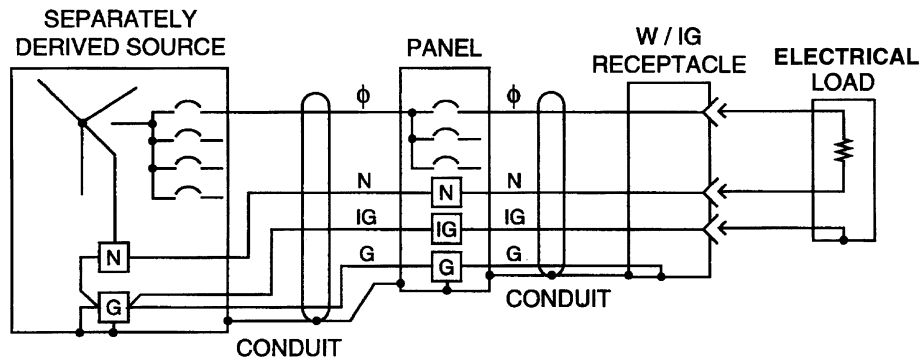 SEPARATELY
DERIVED SOURCE
PANEL
W / IG
RECEPTACLE
ELECTRICAL
LOAD
ϕ
ϕ
N
N
N
IG
IG
IG
G
G
G
N
G
CONDUIT
CONDUIT